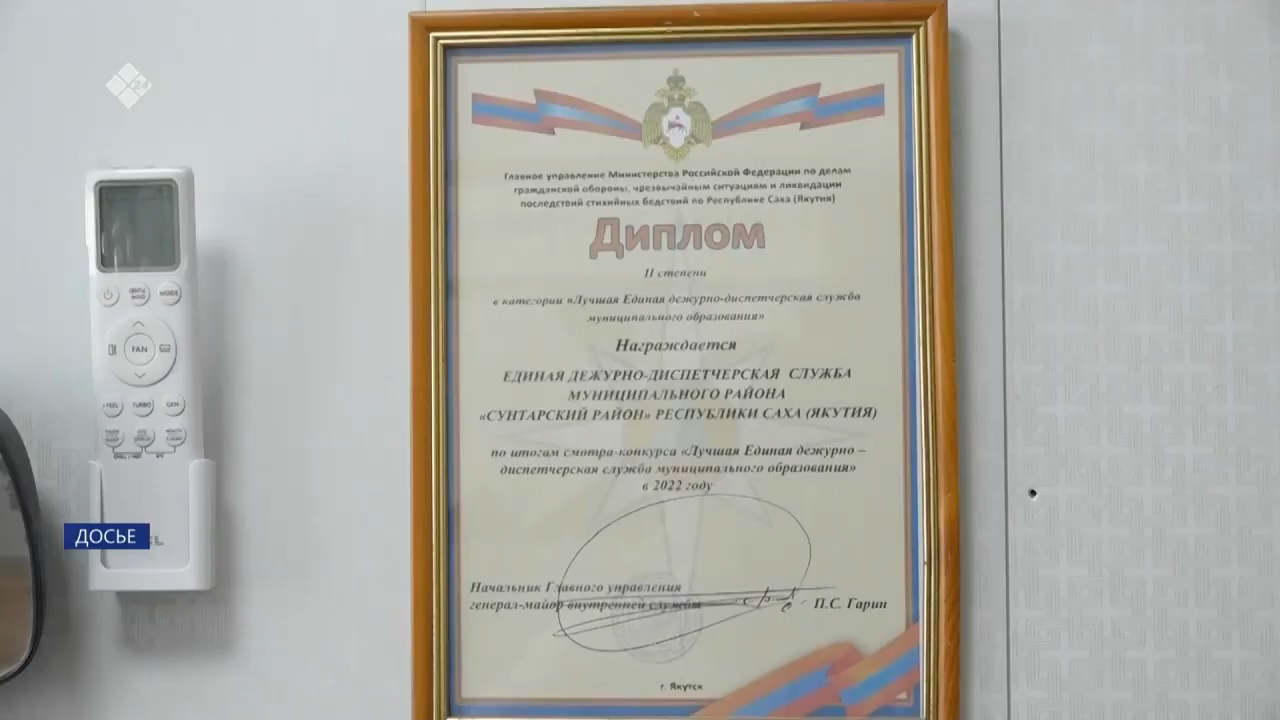 Главное управление Министерства Российской Федерации по делам
гражданской обороны, чрезвычайным ситуациям и ликвидации
последствий стихийных бедствий по Республике Саха (Якутия)
Диплом
II степени
в категории «Лучшая Единая дежурно-диспетчерская служба
муниципального образования»
Награждается
ЕДИНАЯ ДЕЖУРНО-ДИСПЕТЧЕРСКАЯ СЛУЖБА
МУНИЦИПАЛЬНОГО РАЙОНА
«СУНТАРСКИЙ РАЙОН» РЕСПУБЛИКИ САХА (ЯКУТИЯ)
по итогам смотра-конкурса «Лучшая Единая дежурно –
диспетчерская служба муниципального образования»
в 2022 году
Начальник Главного управления
генерал-майор внутренней службы П.С. Гарин
г. Якутск
24
MODE
FAN
TURBO
ДОСЬЕ